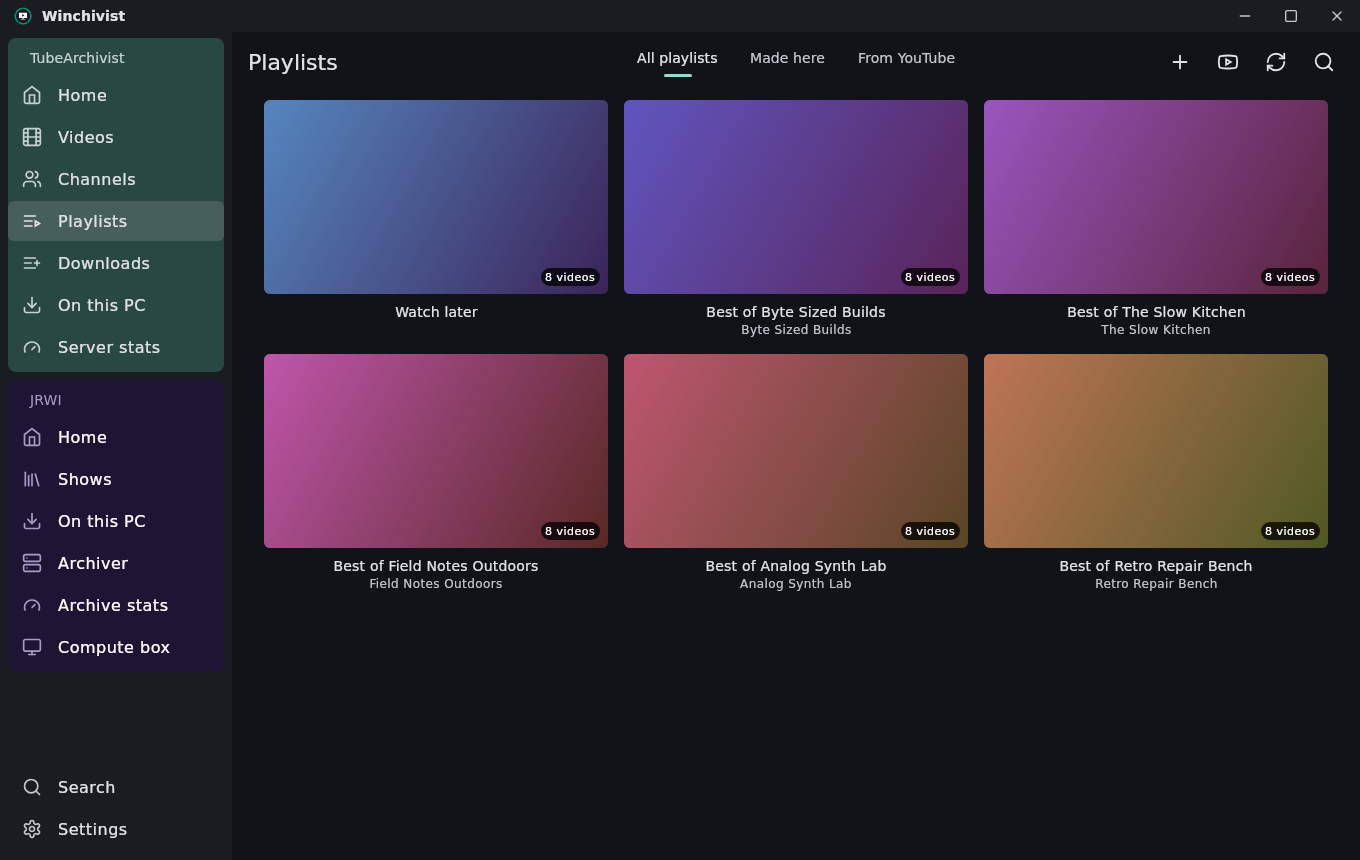 Winchivist
TubeArchivist
Home
Videos
Channels
Playlists
Downloads
On this PC
Server stats
JRWI
Home
Shows
On this PC
Archiver
Archive stats
Compute box
Search
Settings
Playlists
All playlists
Made here
From YouTube
8 videos
8 videos
8 videos
Watch later
Best of Byte Sized Builds
Byte Sized Builds
Best of The Slow Kitchen
The Slow Kitchen
8 videos
8 videos
8 videos
Best of Field Notes Outdoors
Field Notes Outdoors
Best of Analog Synth Lab
Analog Synth Lab
Best of Retro Repair Bench
Retro Repair Bench